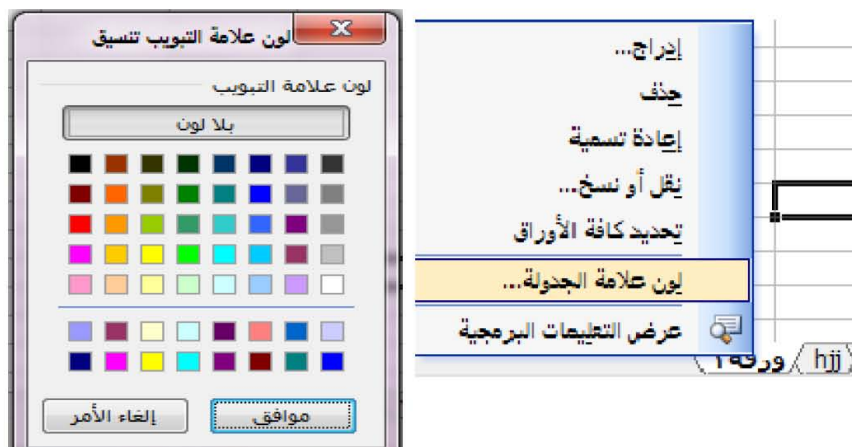 إدراج...
حذف
إعادة تسمية
نقل أو نسخ...
تحديد كافة الأوراق
لون علامة الجدولة...
عرض التعليمات البرمجية
hjj
ورقة١
لون علامة التبويب تنسيق
لون علامة التبويب
بلا لون
موافق
إلغاء الأمر